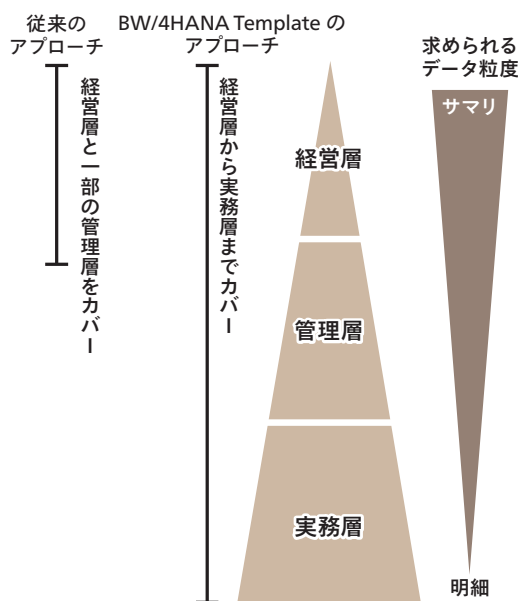 従来の
アプローチ
BW/4HANA Template の
アプローチ
求められる
データ粒度
経営層と一部の管理層をカバー
経営層から実務層までカバー
経営層
管理層
実務層
サマリ
明細